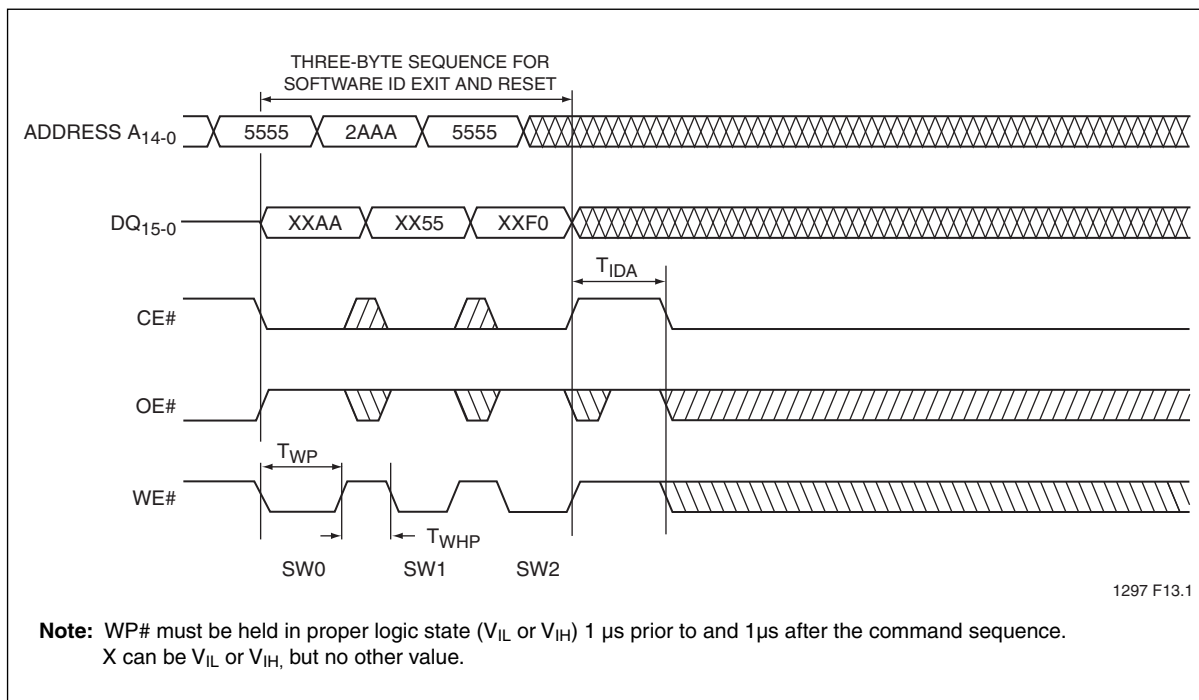 THREE-BYTE SEQUENCE FOR
SOFTWARE ID EXIT AND RESET
ADDRESS A14-0
5555
2AAA
5555
DQ15-0
XXAA
XX55
XXF0
TIDA
CE#
OE#
TWP
WE#
TWHP
SW0
SW1
SW2
1297 F13.1
Note: WP# must be held in proper logic state (VIL or VIH) 1 µs prior to and 1µs after the command sequence.
X can be VIL or VIH, but no other value.